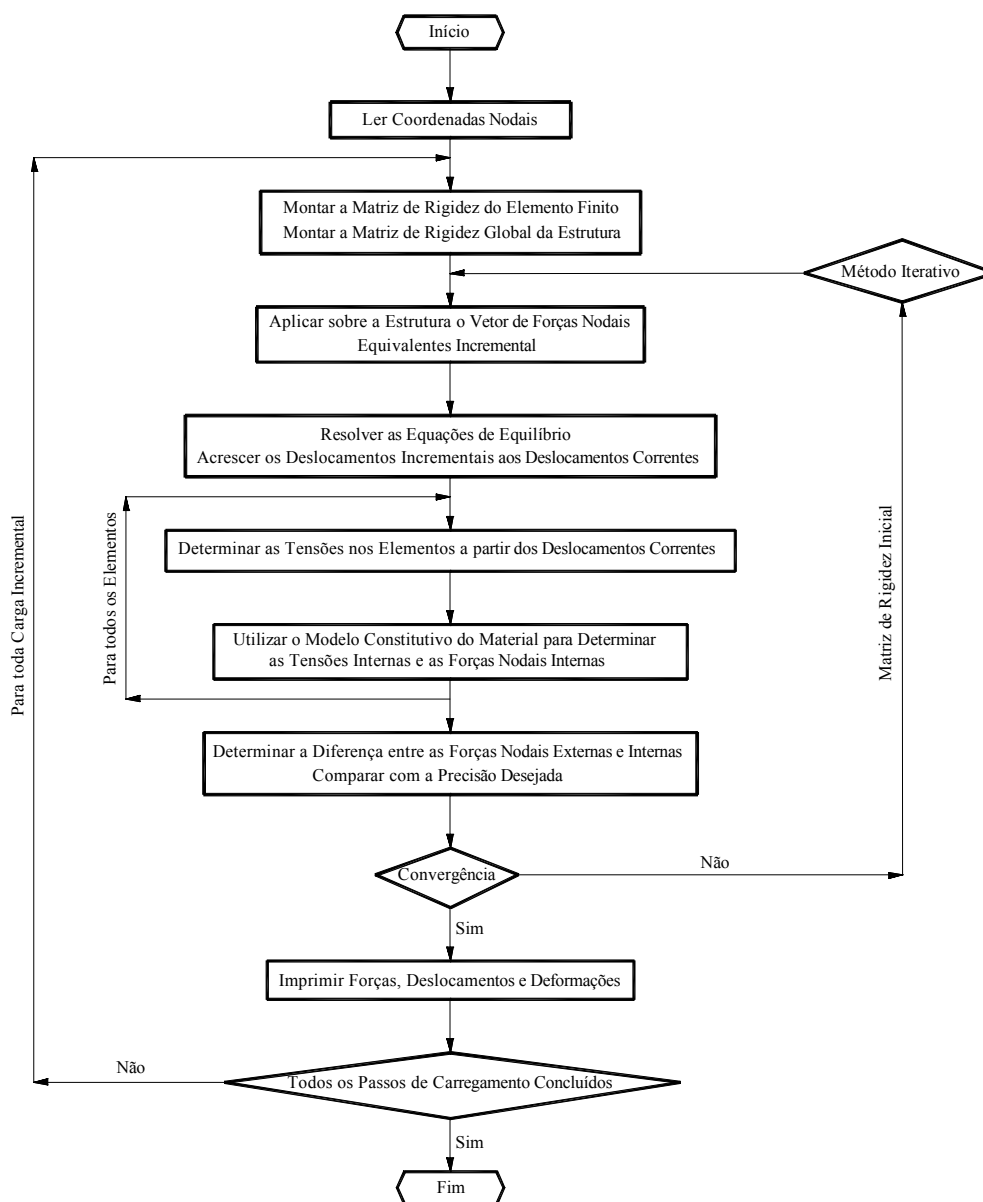 Início
Ler Coordenadas Nodais
Montar a Matriz de Rigidez do Elemento Finito
Montar a Matriz de Rigidez Global da Estrutura
Método Iterativo
Aplicar sobre a Estrutura o Vetor de Forças Nodais
Equivalentes Incremental
Resolver as Equações de Equilíbrio
Acrescer os Deslocamentos Incrementais aos Deslocamentos Correntes
Para toda Carga Incremental
Para todos os Elementos
Matriz de Rigidez Inicial
Determinar as Tensões nos Elementos a partir dos Deslocamentos Correntes
Utilizar o Modelo Constitutivo do Material para Determinar
as Tensões Internas e as Forças Nodais Internas
Determinar a Diferença entre as Forças Nodais Externas e Internas
Comparar com a Precisão Desejada
Convergência
Não
Sim
Imprimir Forças, Deslocamentos e Deformações
Não
Todos os Passos de Carregamento Concluídos
Sim
Fim